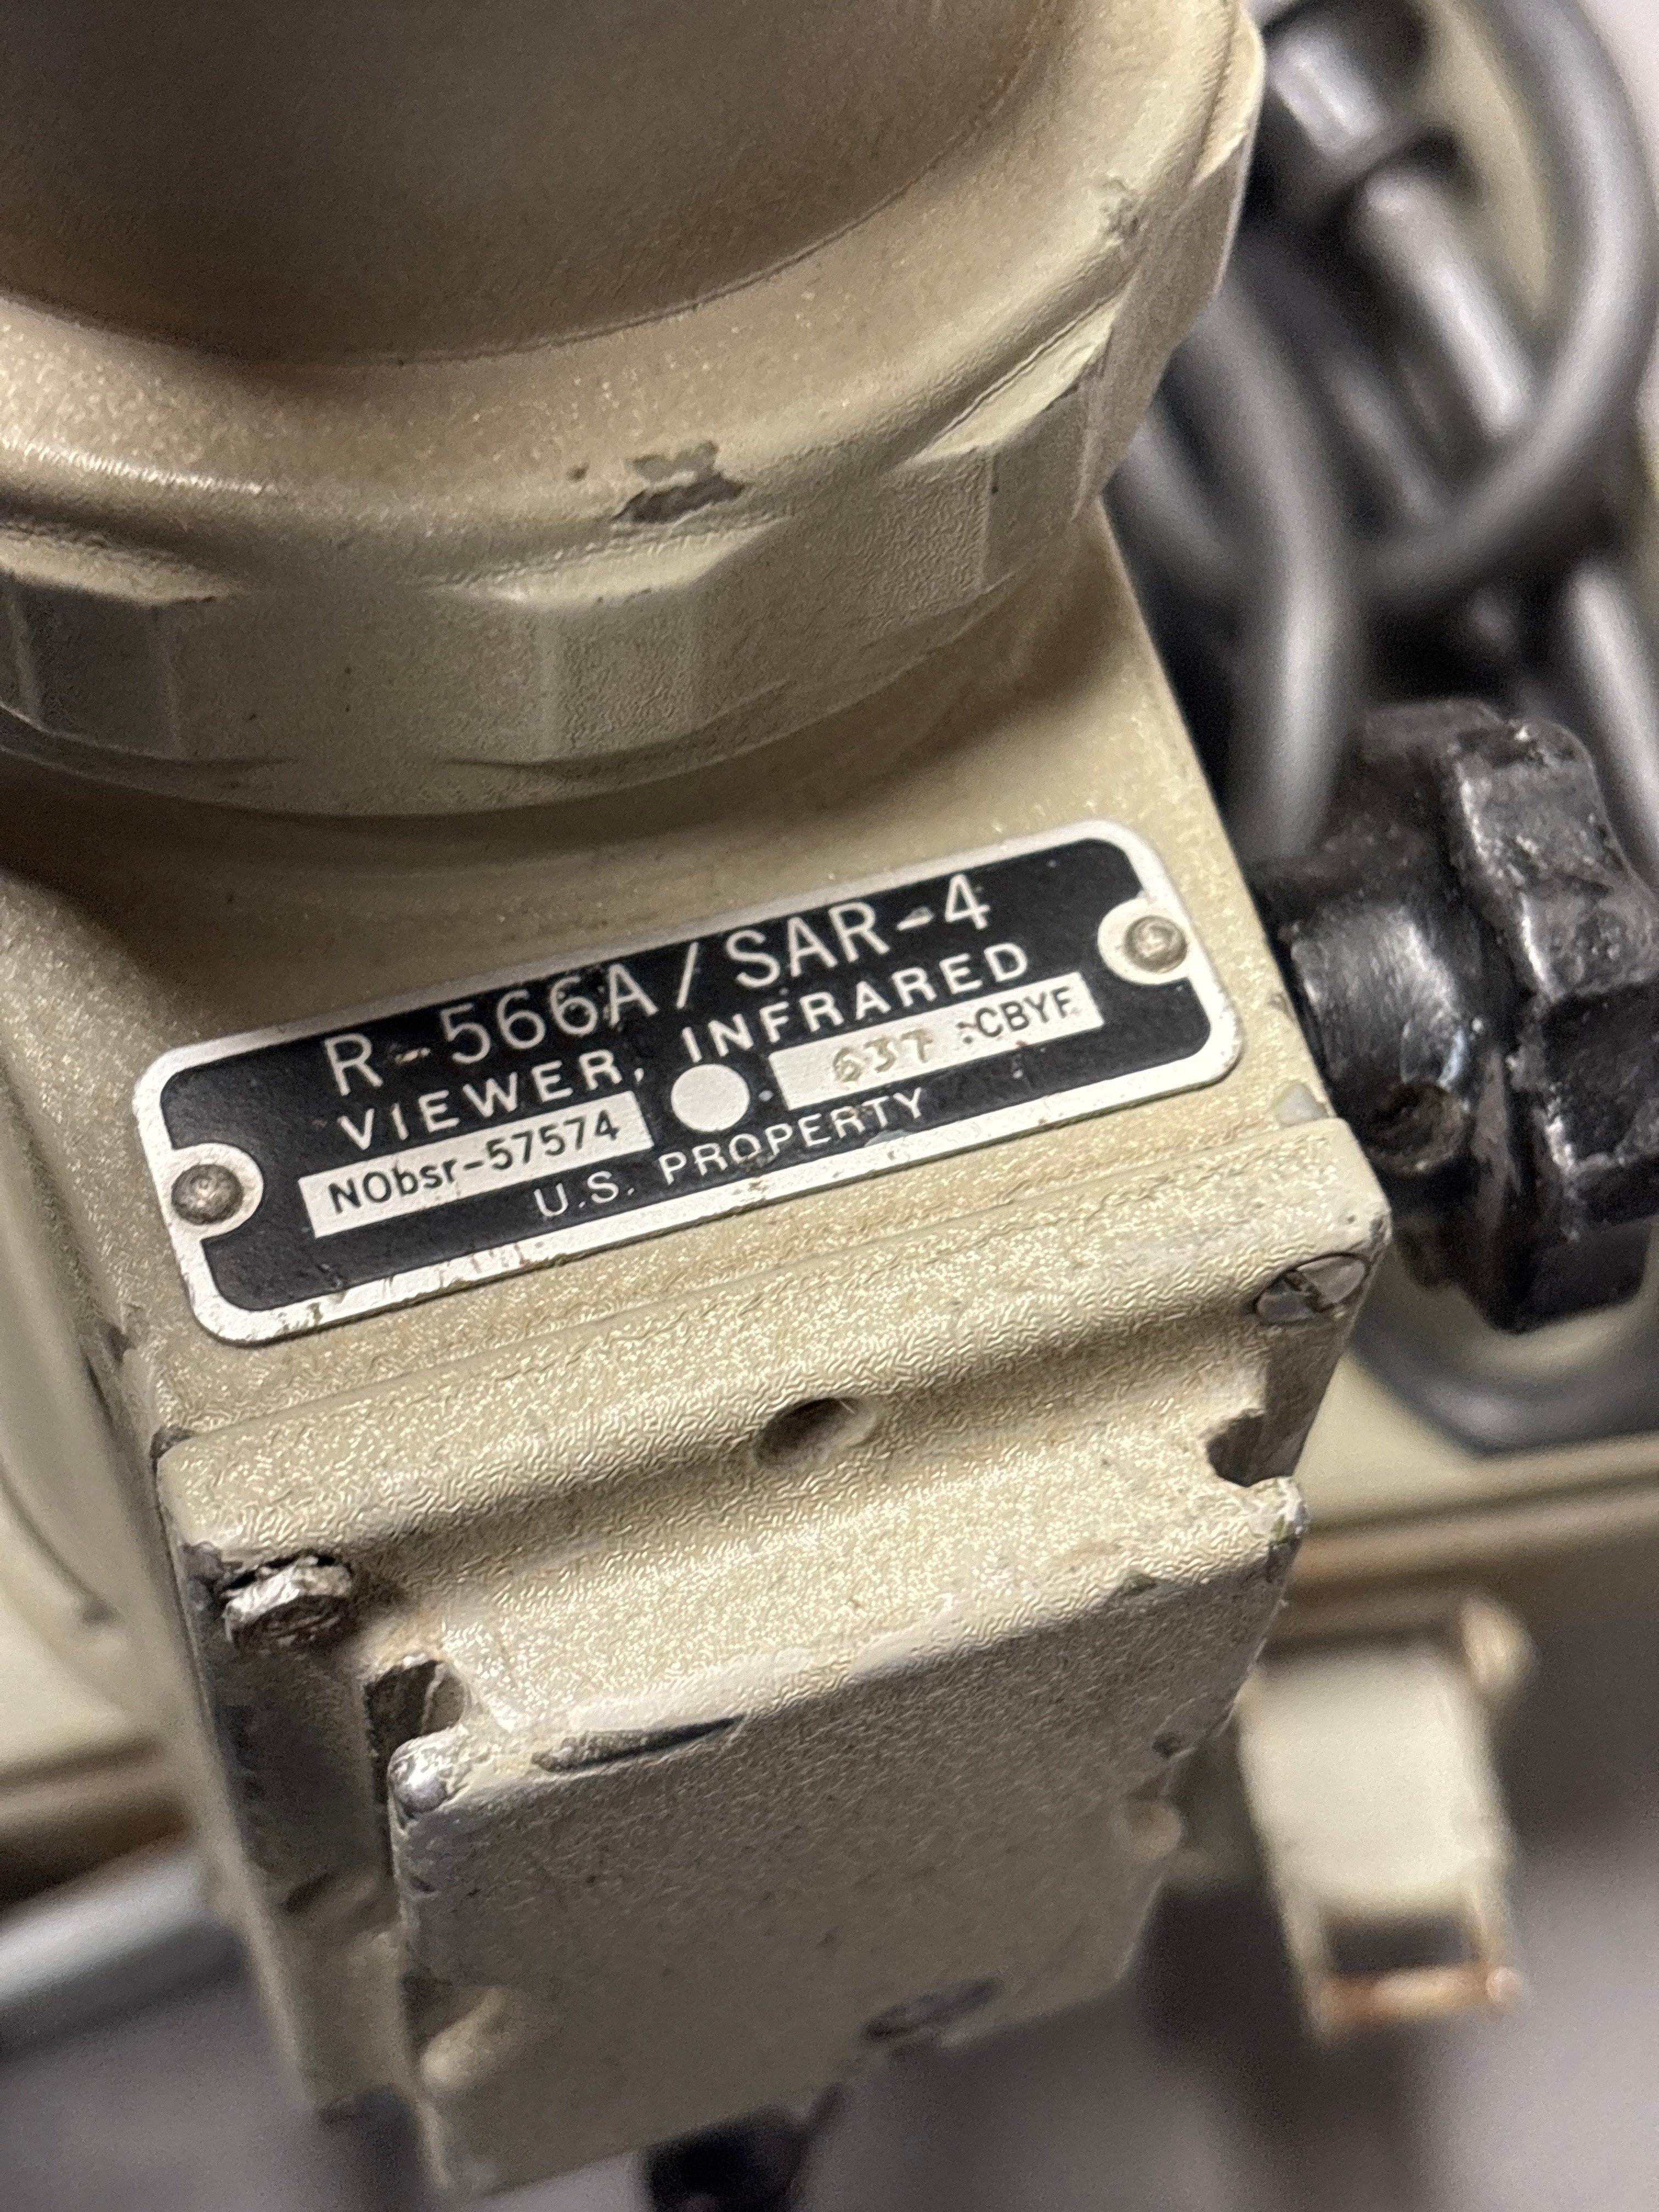 R-566A/SAR-4
VIEWER, INFRARED
NObsr-57574 637 :CBYF
U.S. PROPERTY